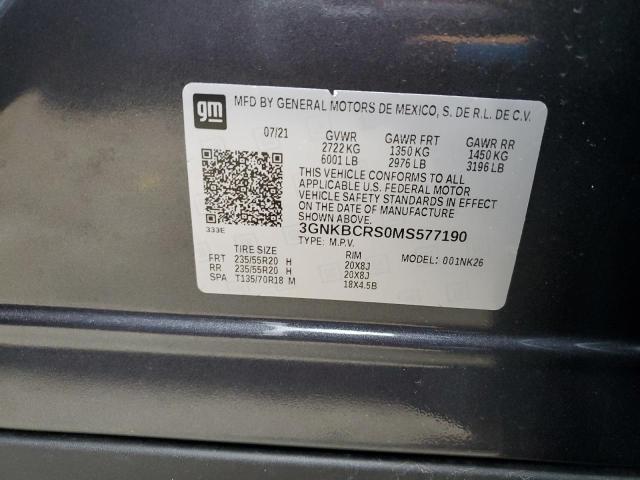 gm
MFD BY GENERAL MOTORS DE MEXICO, S. DE R.L. DE C.V.
07/21 GVWR GAWR FRT GAWR RR
2722 KG 1350 KG 1450 KG
6001 LB 2976 LB 3196 LB
THIS VEHICLE CONFORMS TO ALL
APPLICABLE U.S. FEDERAL MOTOR
VEHICLE SAFETY STANDARDS IN EFFECT
ON THE DATE OF MANUFACTURE
SHOWN ABOVE.
333E
3GNKBCRS0MS577190
TYPE: M.P.V. MODEL: 001NK26
TIRE SIZE RIM
FRT 235/55R20 H 20X8J
RR 235/55R20 H 20X8J
SPA T135/70R18 M 18X4.5B